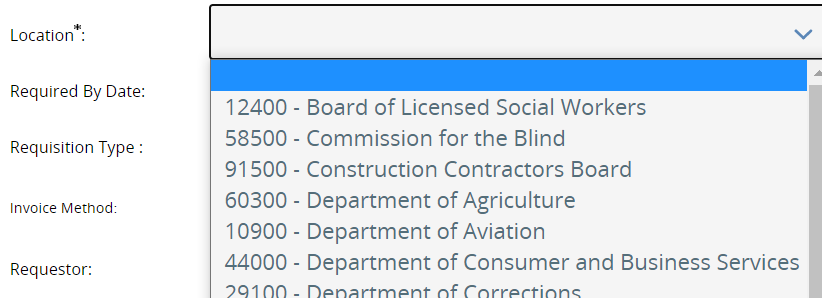 Location*:
Required By Date:
Requisition Type :
Invoice Method:
Requestor:
12400 - Board of Licensed Social Workers
58500 - Commission for the Blind
91500 - Construction Contractors Board
60300 - Department of Agriculture
10900 - Department of Aviation
44000 - Department of Consumer and Business Services
29100 - Department of Corrections